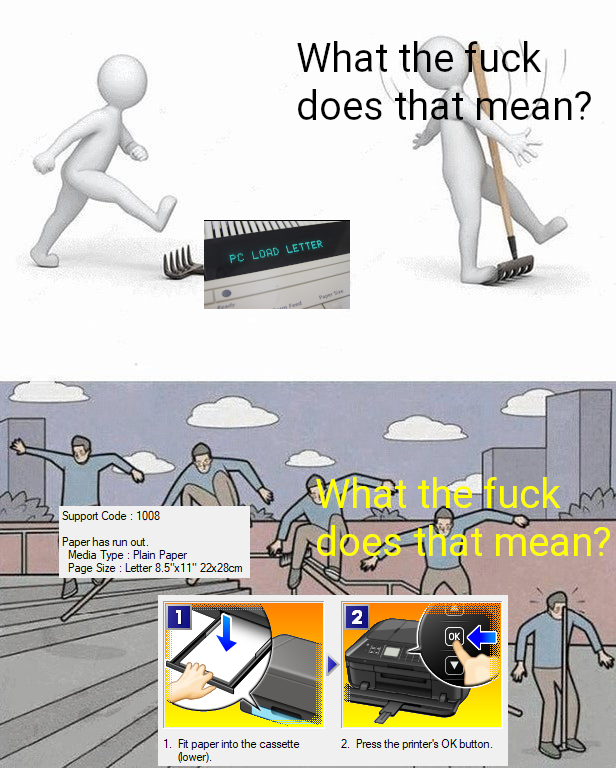 What the fuck
does that mean?
PC LOAD LETTER
Ready
Paper Size
What the fuck
does that mean?
Support Code : 1008
Paper has run out.
Media Type : Plain Paper
Page Size : Letter 8.5"x11" 22x28cm
1
2
OK
1. Fit paper into the cassette
(lower).
2. Press the printer's OK button.